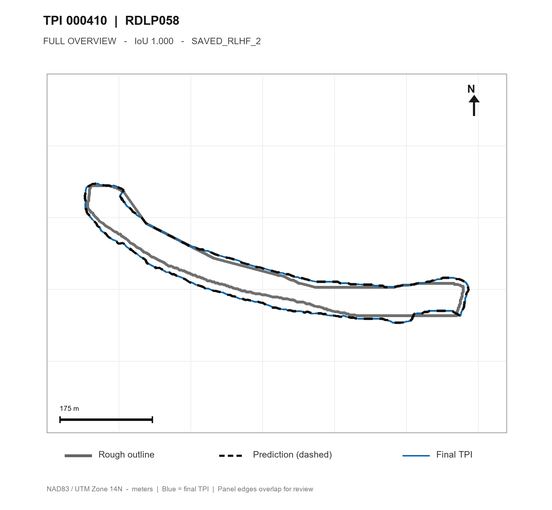 TPI 000410 | RDLP058
FULL OVERVIEW - IoU 1.000 - SAVED_RLHF_2
N
175 m
Rough outline
Prediction (dashed)
Final TPI
NAD83 / UTM Zone 14N - meters | Blue = final TPI | Panel edges overlap for review